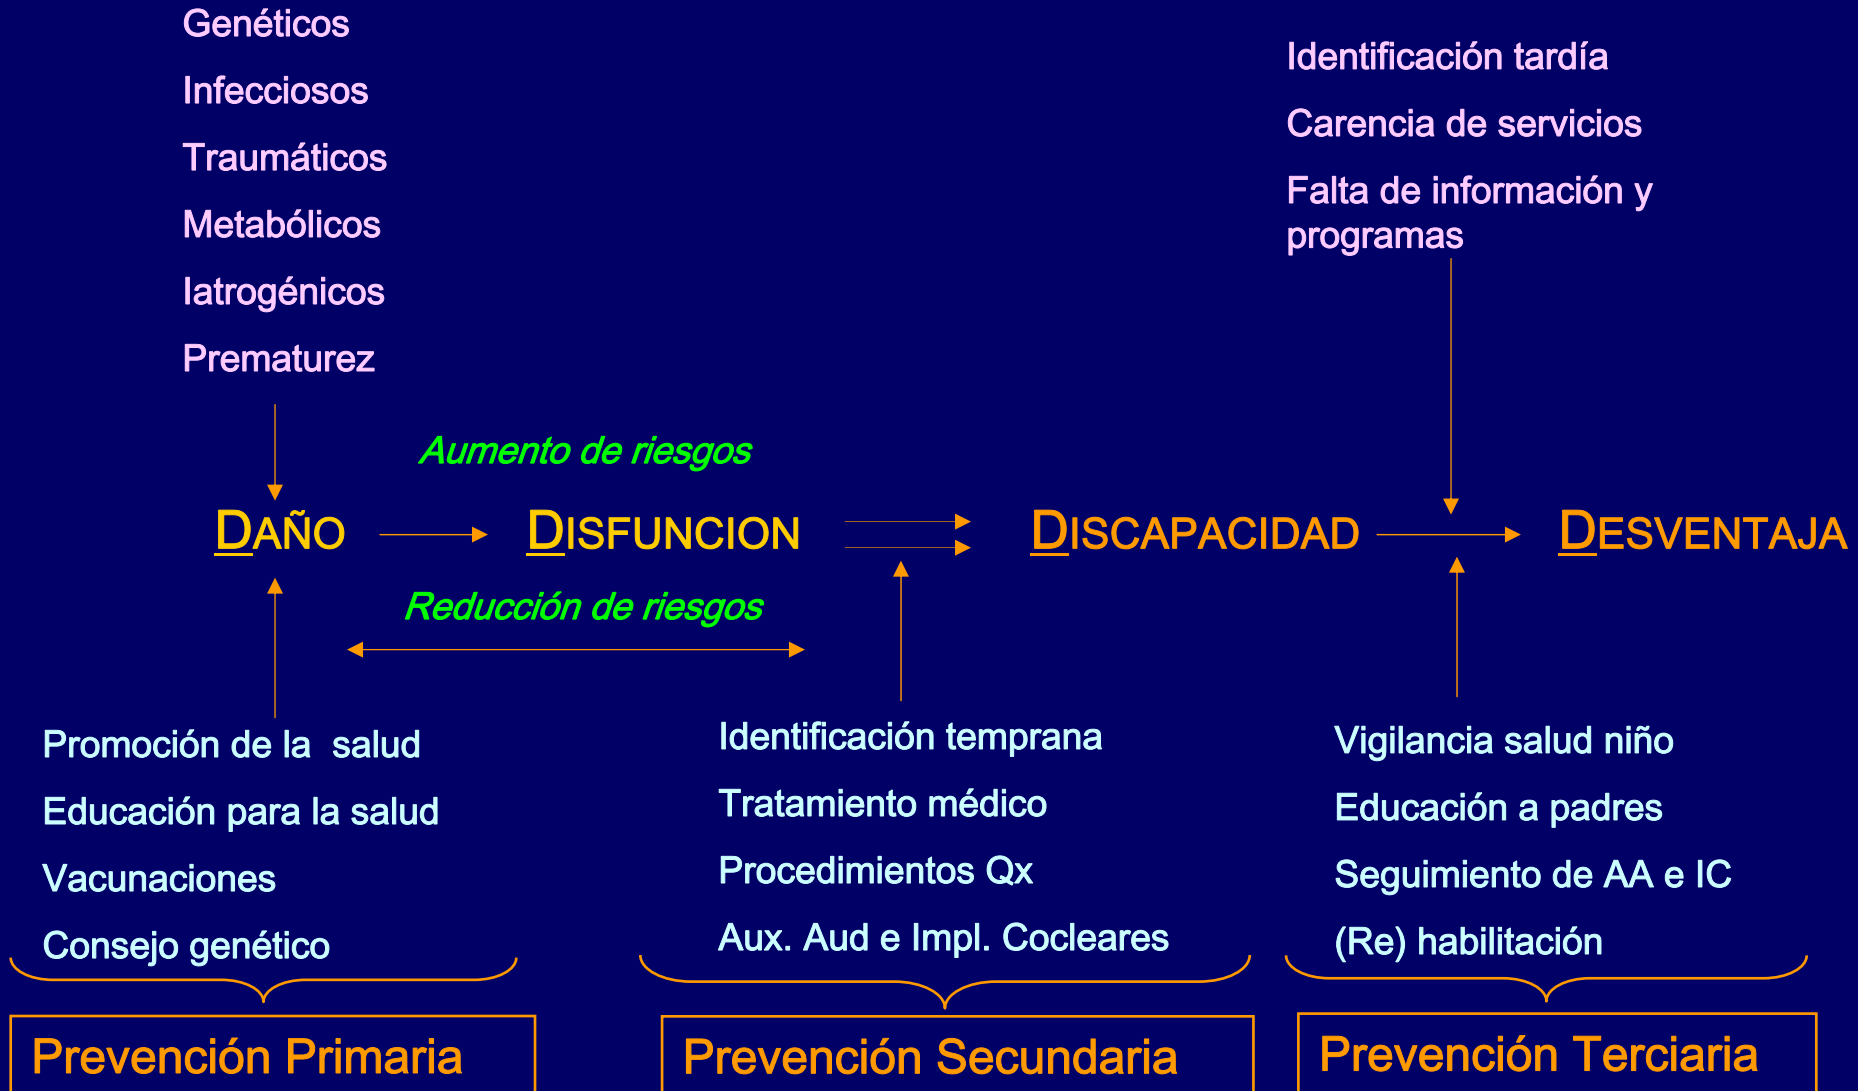 Genéticos
Infecciosos
Traumáticos
Metabólicos
Iatrogénicos
Prematurez
Identificación tardía
Carencia de servicios
Falta de información y
programas
Aumento de riesgos
DAÑO
DISFUNCION
DISCAPACIDAD
DESVENTAJA
Reducción de riesgos
Promoción de la  salud
Educación para la salud
Vacunaciones
Consejo genético
Identificación temprana
Tratamiento médico
Procedimientos Qx
Aux. Aud e Impl. Cocleares
Vigilancia salud niño
Educación a padres
Seguimiento de AA e IC
(Re) habilitación
Prevención Primaria
Prevención Secundaria
Prevención Terciaria